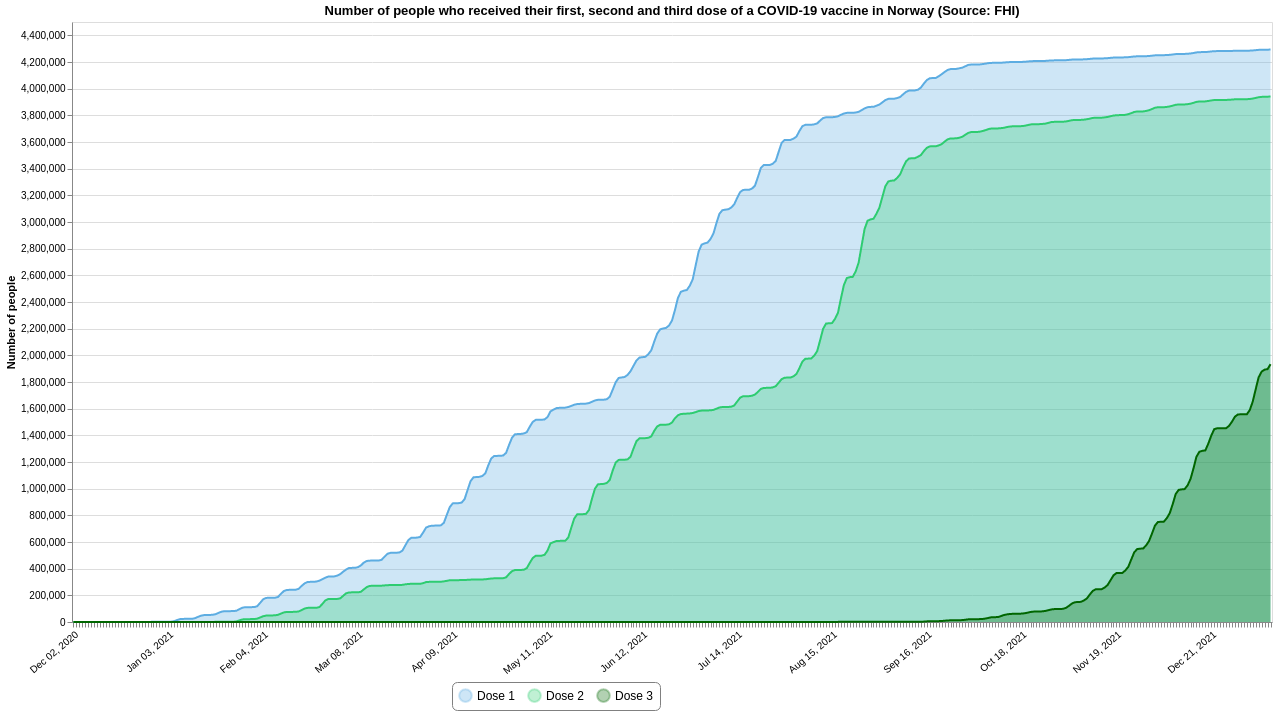 Number of people who received their first, second and third dose of a COVID-19 vaccine in Norway (Source: FHI)
Number of people
4,400,000
4,200,000
4,000,000
3,800,000
3,600,000
3,400,000
3,200,000
3,000,000
2,800,000
2,600,000
2,400,000
2,200,000
2,000,000
1,800,000
1,600,000
1,400,000
1,200,000
1,000,000
800,000
600,000
400,000
200,000
0
Dec 02, 2020
Jan 03, 2021
Feb 04, 2021
Mar 08, 2021
Apr 09, 2021
May 11, 2021
Jun 12, 2021
Jul 14, 2021
Aug 15, 2021
Sep 16, 2021
Oct 18, 2021
Nov 19, 2021
Dec 21, 2021
Dose 1 Dose 2 Dose 3